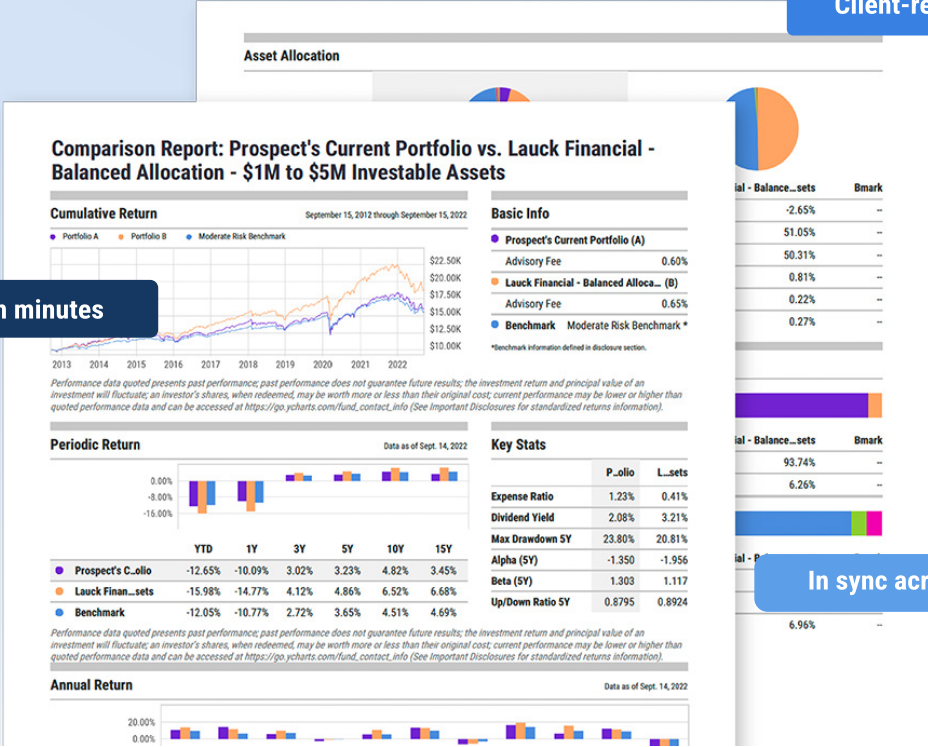 Client-re
Asset Allocation
ial - Balance...sets Bmark
-2.65% --
51.05% --
50.31% --
0.81% --
0.22% --
0.27% --
ial - Balance...sets Bmark
93.74% --
6.26% --
In sync acr
6.96% --
n minutes
Comparison Report: Prospect's Current Portfolio vs. Lauck Financial -
Balanced Allocation - $1M to $5M Investable Assets
Cumulative Return September 15, 2012 through September 15, 2022
Portfolio A Portfolio B Moderate Risk Benchmark
$22.50K
$20.00K
$17.50K
$15.00K
$12.50K
$10.00K
2013 2014 2015 2016 2017 2018 2019 2020 2021 2022
Basic Info
Prospect's Current Portfolio (A)
Advisory Fee 0.60%
Lauck Financial - Balanced Alloca... (B)
Advisory Fee 0.65%
Benchmark Moderate Risk Benchmark *
*Benchmark information defined in disclosure section.
Performance data quoted presents past performance; past performance does not guarantee future results; the investment return and principal value of an
investment will fluctuate; an investor's shares, when redeemed, may be worth more or less than their original cost; current performance may be lower or higher than
quoted performance data and can be accessed at https://go.ycharts.com/fund_contact_info (See Important Disclosures for standardized returns information).
Periodic Return Data as of Sept. 14, 2022
0.00%
-8.00%
-16.00%
YTD 1Y 3Y 5Y 10Y 15Y
Prospect's C...olio -12.65% -10.09% 3.02% 3.23% 4.82% 3.45%
Lauck Finan...sets -15.98% -14.77% 4.12% 4.86% 6.52% 6.68%
Benchmark -12.05% -10.77% 2.72% 3.65% 4.51% 4.69%
Key Stats
P...olio L...sets
Expense Ratio 1.23% 0.41%
Dividend Yield 2.08% 3.21%
Max Drawdown 5Y 23.80% 20.81%
Alpha (5Y) -1.350 -1.956
Beta (5Y) 1.303 1.117
Up/Down Ratio 5Y 0.8795 0.8924
Performance data quoted presents past performance; past performance does not guarantee future results; the investment return and principal value of an
investment will fluctuate; an investor's shares, when redeemed, may be worth more or less than their original cost; current performance may be lower or higher than
quoted performance data and can be accessed at https://go.ycharts.com/fund_contact_info (See Important Disclosures for standardized returns information).
Annual Return Data as of Sept. 14, 2022
20.00%
0.00%